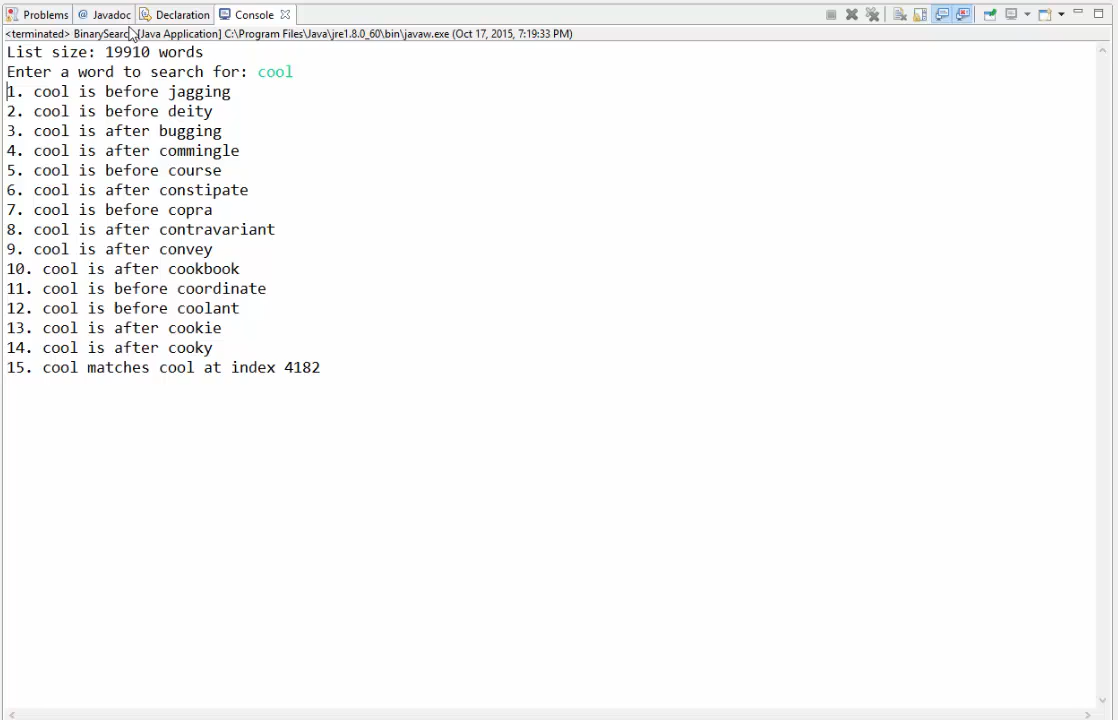 Problems @ Javadoc Declaration Console
<terminated> BinarySearch [Java Application] C:\Program Files\Java\jre1.8.0_60\bin\javaw.exe (Oct 17, 2015, 7:19:33 PM)
List size: 19910 words
Enter a word to search for: cool
1. cool is before jagging
2. cool is before deity
3. cool is after bugging
4. cool is after commingle
5. cool is before course
6. cool is after constipate
7. cool is before copra
8. cool is after contravariant
9. cool is after convey
10. cool is after cookbook
11. cool is before coordinate
12. cool is before coolant
13. cool is after cookie
14. cool is after cooky
15. cool matches cool at index 4182